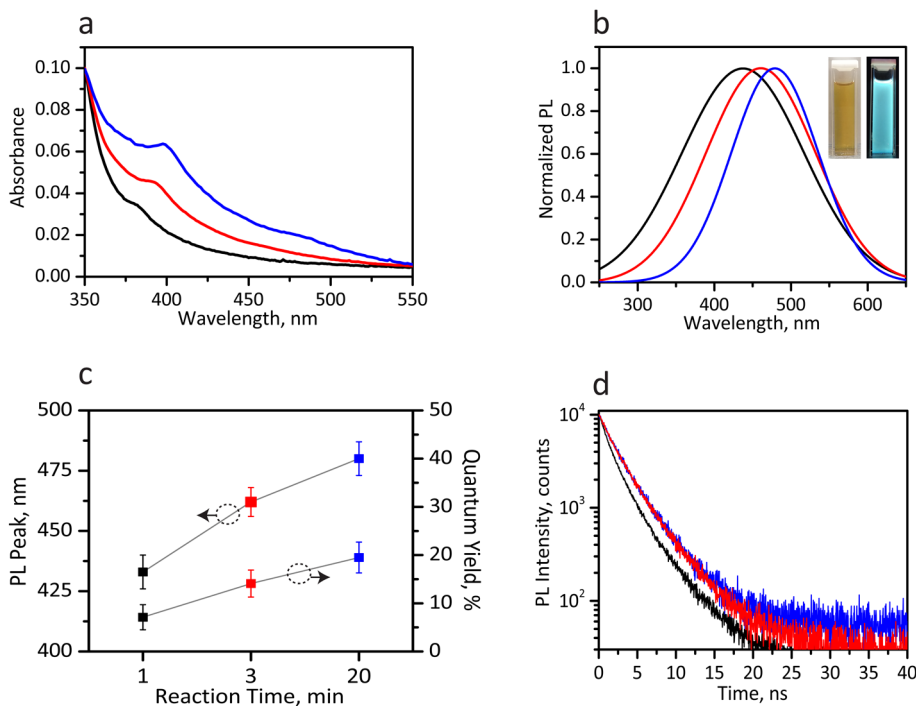 a
0.10
0.08
0.06
0.04
0.02
0.00
Absorbance
350 400 450 500 550
Wavelength, nm
b
1.0
0.8
0.6
0.4
0.2
0.0
Normalized PL
300 400 500 600
Wavelength, nm
c
500
475
450
425
400
PL Peak, nm
50
40
30
20
10
0
Quantum Yield, %
1 3 20
Reaction Time, min
d
10^4
10^3
10^2
PL Intensity, counts
0 5 10 15 20 25 30 35 40
Time, ns